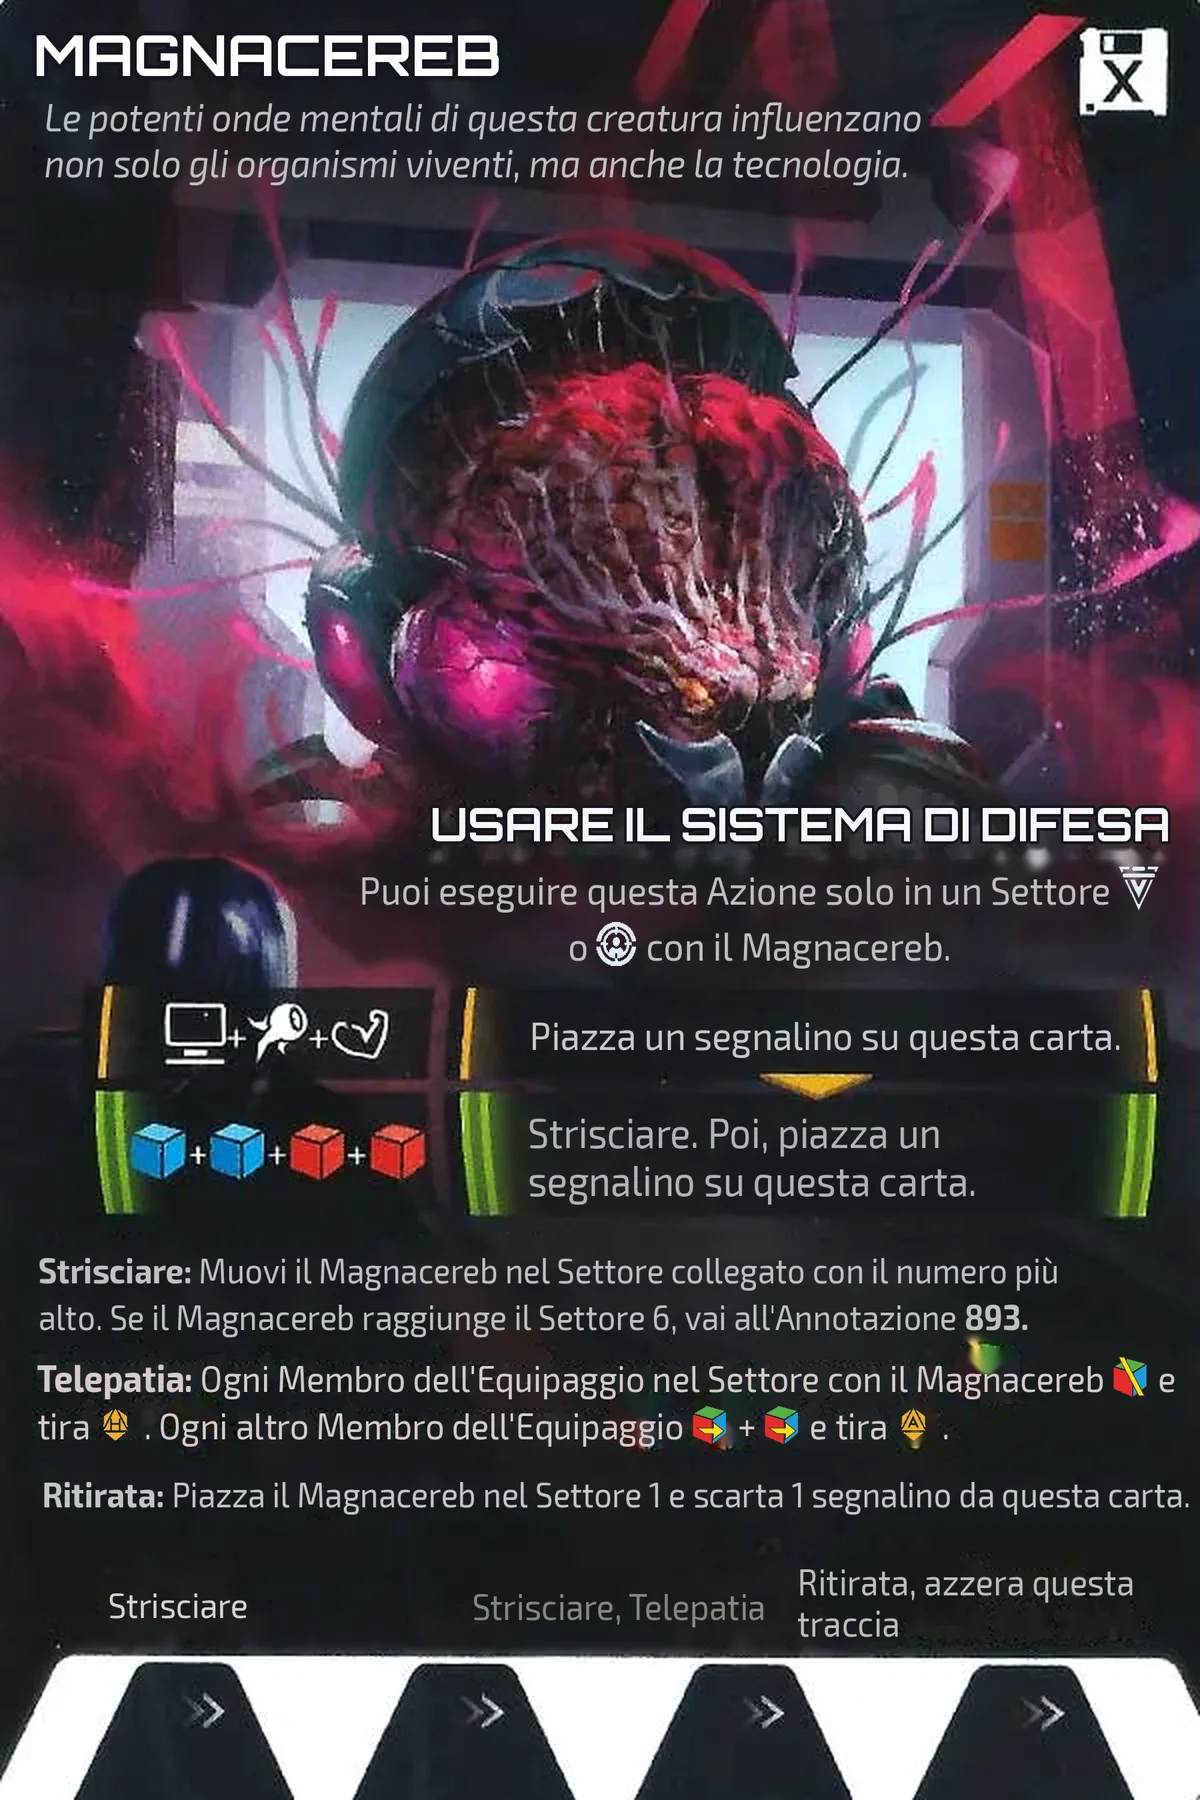 MAGNACEREB
X
Le potenti onde mentali di questa creatura influenzano
non solo gli organismi viventi, ma anche la tecnologia.
USARE IL SISTEMA DI DIFESA
Puoi eseguire questa Azione solo in un Settore
o con il Magnacereb.
+ +
Piazza un segnalino su questa carta.
+ + +
Strisciare. Poi, piazza un
segnalino su questa carta.
Strisciare: Muovi il Magnacereb nel Settore collegato con il numero più
alto. Se il Magnacereb raggiunge il Settore 6, vai all'Annotazione 893.
Telepatia: Ogni Membro dell'Equipaggio nel Settore con il Magnacereb e
tira H . Ogni altro Membro dell'Equipaggio + e tira A .
Ritirata: Piazza il Magnacereb nel Settore 1 e scarta 1 segnalino da questa carta.
Strisciare
Strisciare, Telepatia
Ritirata, azzera questa
traccia